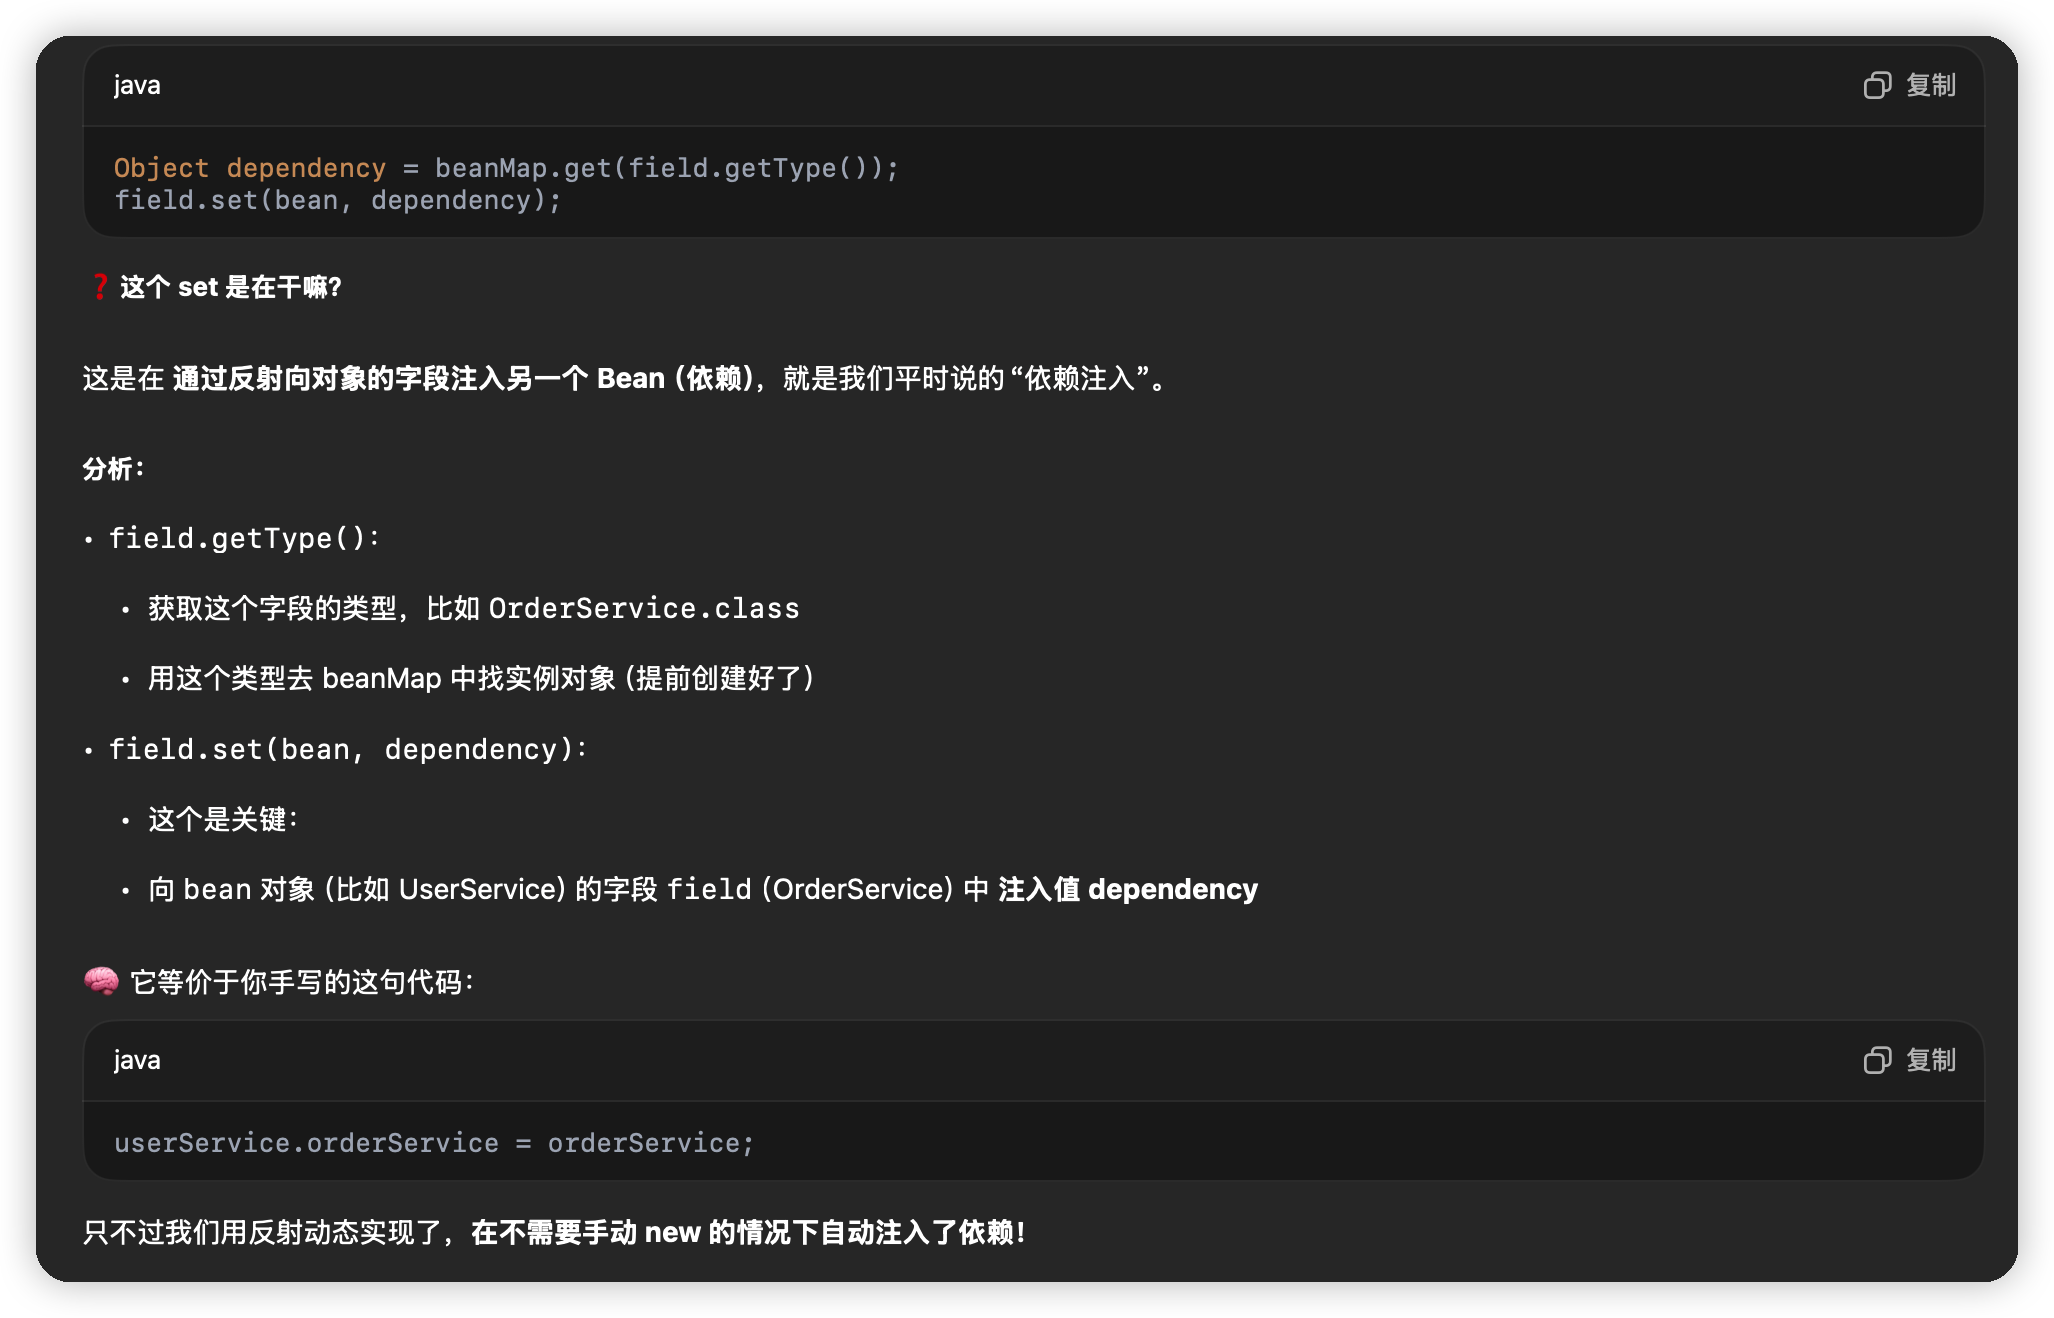 java
复制
Object dependency = beanMap.get(field.getType());
field.set(bean, dependency);
❓这个 set 是在干嘛?
这是在 通过反射向对象的字段注入另一个 Bean（依赖），就是我们平时说的“依赖注入”。
分析：
• field.getType()：
• 获取这个字段的类型，比如 OrderService.class
• 用这个类型去 beanMap 中找实例对象（提前创建好了）
• field.set(bean, dependency)：
• 这个是关键：
• 向 bean 对象（比如 UserService）的字段 field（OrderService）中 注入值 dependency
🧠 它等价于你手写的这句代码：
java
复制
userService.orderService = orderService;
只不过我们用反射动态实现了，在不需要手动 new 的情况下自动注入了依赖！